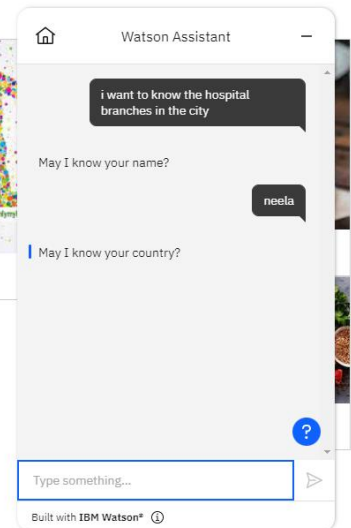 Watson Assistant
i want to know the hospital
branches in the city
May I know your name?
neela
May I know your country?
?
Type something...
Built with IBM Watson®